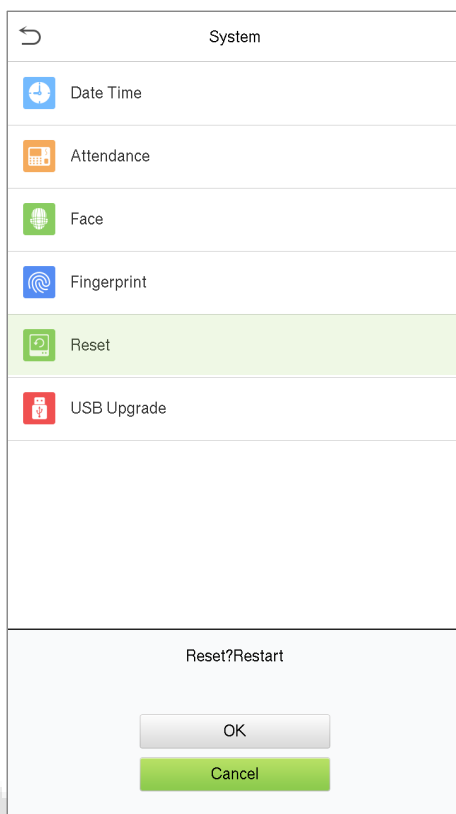 System
Date Time
Attendance
Face
Fingerprint
Reset
USB Upgrade
Reset?Restart
OK
Cancel